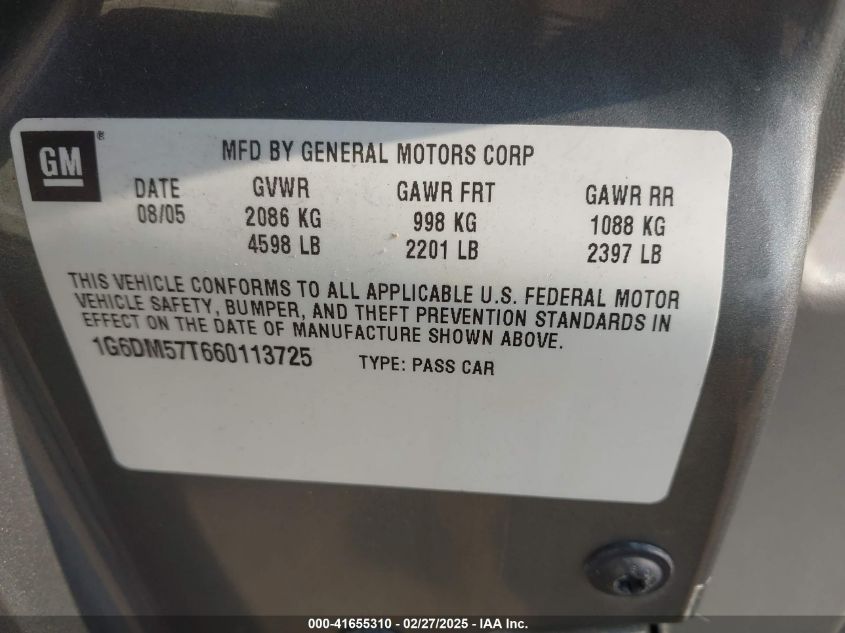 GM®
MFD BY GENERAL MOTORS CORP
DATE GVWR GAWR FRT GAWR RR
08/05 2086 KG 998 KG 1088 KG
4598 LB 2201 LB 2397 LB
THIS VEHICLE CONFORMS TO ALL APPLICABLE U.S. FEDERAL MOTOR
VEHICLE SAFETY, BUMPER, AND THEFT PREVENTION STANDARDS IN
EFFECT ON THE DATE OF MANUFACTURE SHOWN ABOVE.
1G6DM57T660113725 TYPE: PASS CAR
000-41655310 - 02/27/2025 - IAA Inc.